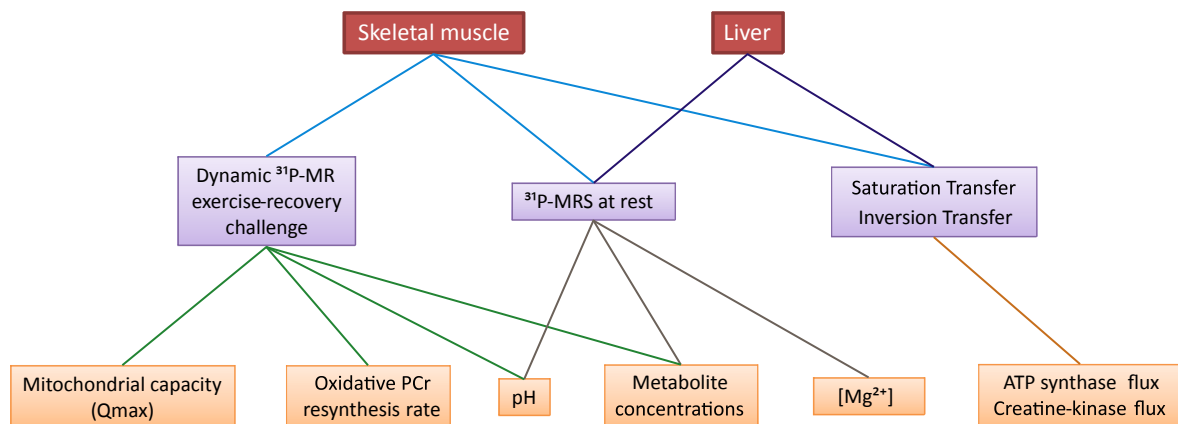 Skeletal muscle
Liver
Dynamic ³¹P-MR
exercise-recovery
challenge
³¹P-MRS at rest
Saturation Transfer
Inversion Transfer
Mitochondrial capacity
(Qmax)
Oxidative PCr
resynthesis rate
pH
Metabolite
concentrations
[Mg²⁺]
ATP synthase flux
Creatine-kinase flux